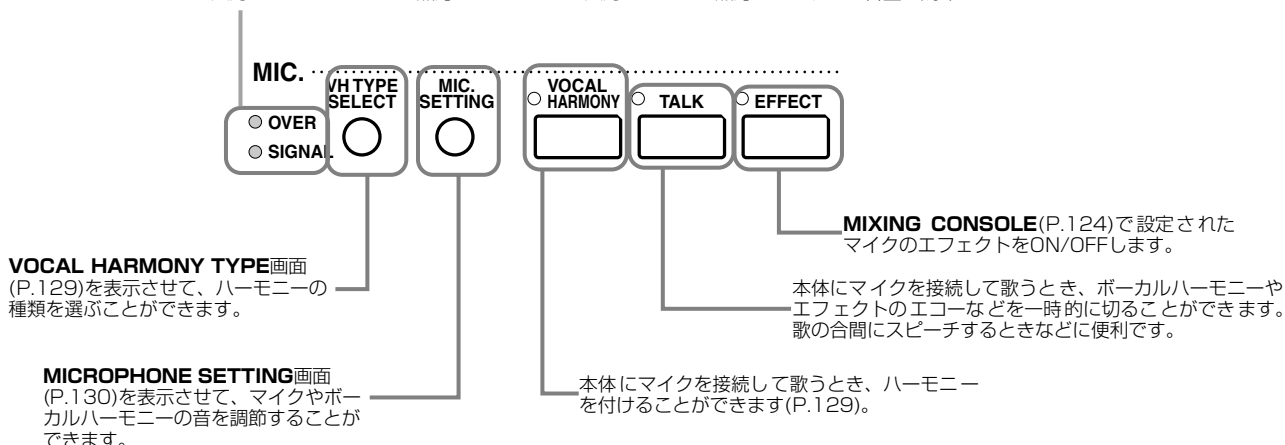 MIC.
VH TYPE
SELECT
MIC.
SETTING
VOCAL
HARMONY
TALK
EFFECT
OVER
SIGNAL
MIXING CONSOLE(P.124)で設定された
マイクのエフェクトをON/OFFします。
VOCAL HARMONY TYPE画面
(P.129)を表示させて、ハーモニーの
種類を選ぶことができます。
本体にマイクを接続して歌うとき、ボーカルハーモニーや
エフェクトのエコーなどを一時的に切ることができます。
歌の合間にスピーチするときなどに便利です。
MICROPHONE SETTING画面
(P.130)を表示させて、マイクやボー
カルハーモニーの音を調節することが
できます。
本体にマイクを接続して歌うとき、ハーモニー
を付けることができます(P.129)。